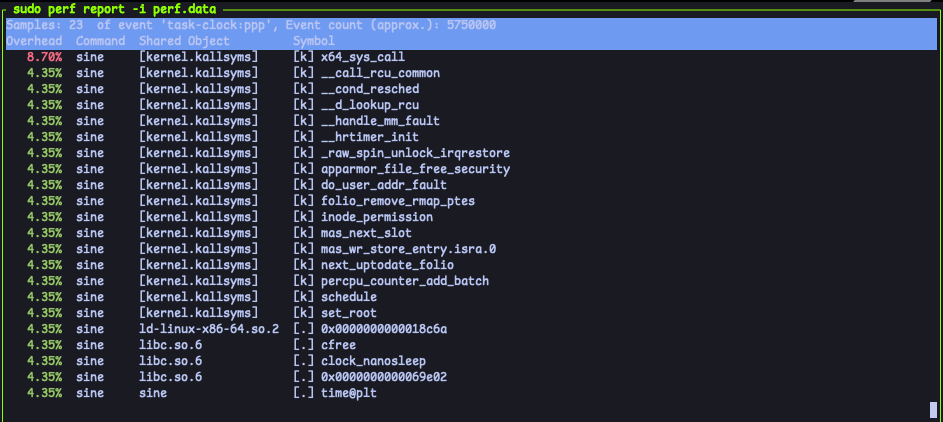 sudo perf report -i perf.data
Samples: 23  of event 'task-clock:ppp', Event count (approx.): 5750000
Overhead  Command  Shared Object         Symbol
   8.70%  sine     [kernel.kallsyms]     [k] x64_sys_call
   4.35%  sine     [kernel.kallsyms]     [k] __call_rcu_common
   4.35%  sine     [kernel.kallsyms]     [k] __cond_resched
   4.35%  sine     [kernel.kallsyms]     [k] __d_lookup_rcu
   4.35%  sine     [kernel.kallsyms]     [k] __handle_mm_fault
   4.35%  sine     [kernel.kallsyms]     [k] __hrtimer_init
   4.35%  sine     [kernel.kallsyms]     [k] _raw_spin_unlock_irqrestore
   4.35%  sine     [kernel.kallsyms]     [k] apparmor_file_free_security
   4.35%  sine     [kernel.kallsyms]     [k] do_user_addr_fault
   4.35%  sine     [kernel.kallsyms]     [k] folio_remove_rmap_ptes
   4.35%  sine     [kernel.kallsyms]     [k] inode_permission
   4.35%  sine     [kernel.kallsyms]     [k] mas_next_slot
   4.35%  sine     [kernel.kallsyms]     [k] mas_wr_store_entry.isra.0
   4.35%  sine     [kernel.kallsyms]     [k] next_uptodate_folio
   4.35%  sine     [kernel.kallsyms]     [k] percpu_counter_add_batch
   4.35%  sine     [kernel.kallsyms]     [k] schedule
   4.35%  sine     [kernel.kallsyms]     [k] set_root
   4.35%  sine     ld-linux-x86-64.so.2  [.] 0x0000000000018c6a
   4.35%  sine     libc.so.6             [.] cfree
   4.35%  sine     libc.so.6             [.] clock_nanosleep
   4.35%  sine     libc.so.6             [.] 0x0000000000069e02
   4.35%  sine     sine                  [.] time@plt